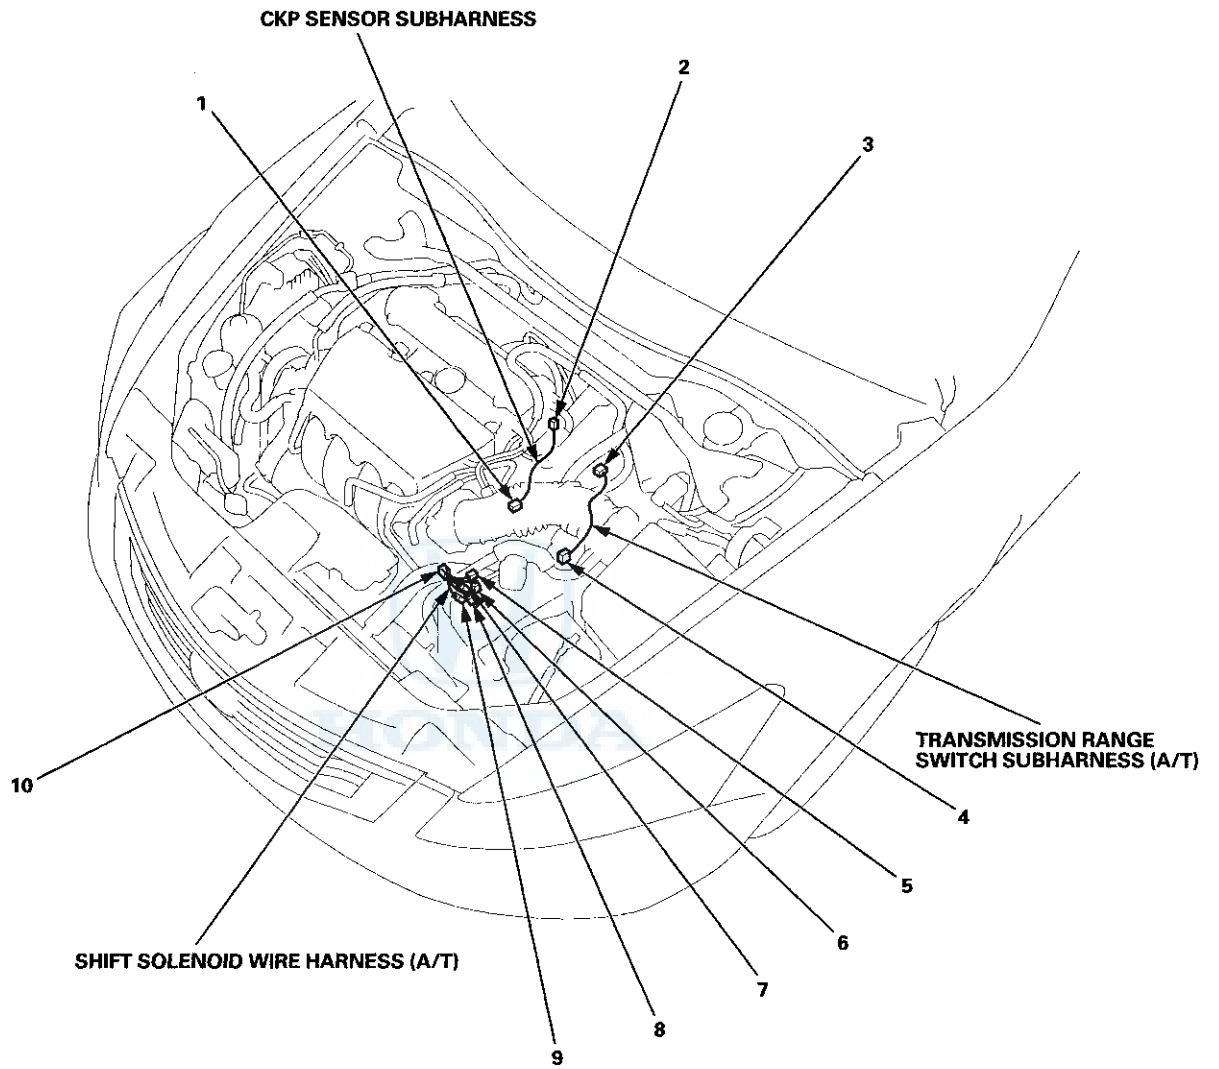 CKP SENSOR SUBHARNESS
2
1
3
HONDA
TRANSMISSION RANGE
SWITCH SUBHARNESS (A/T)
10
4
5
6
SHIFT SOLENOID WIRE HARNESS (A/T)
7
8
9